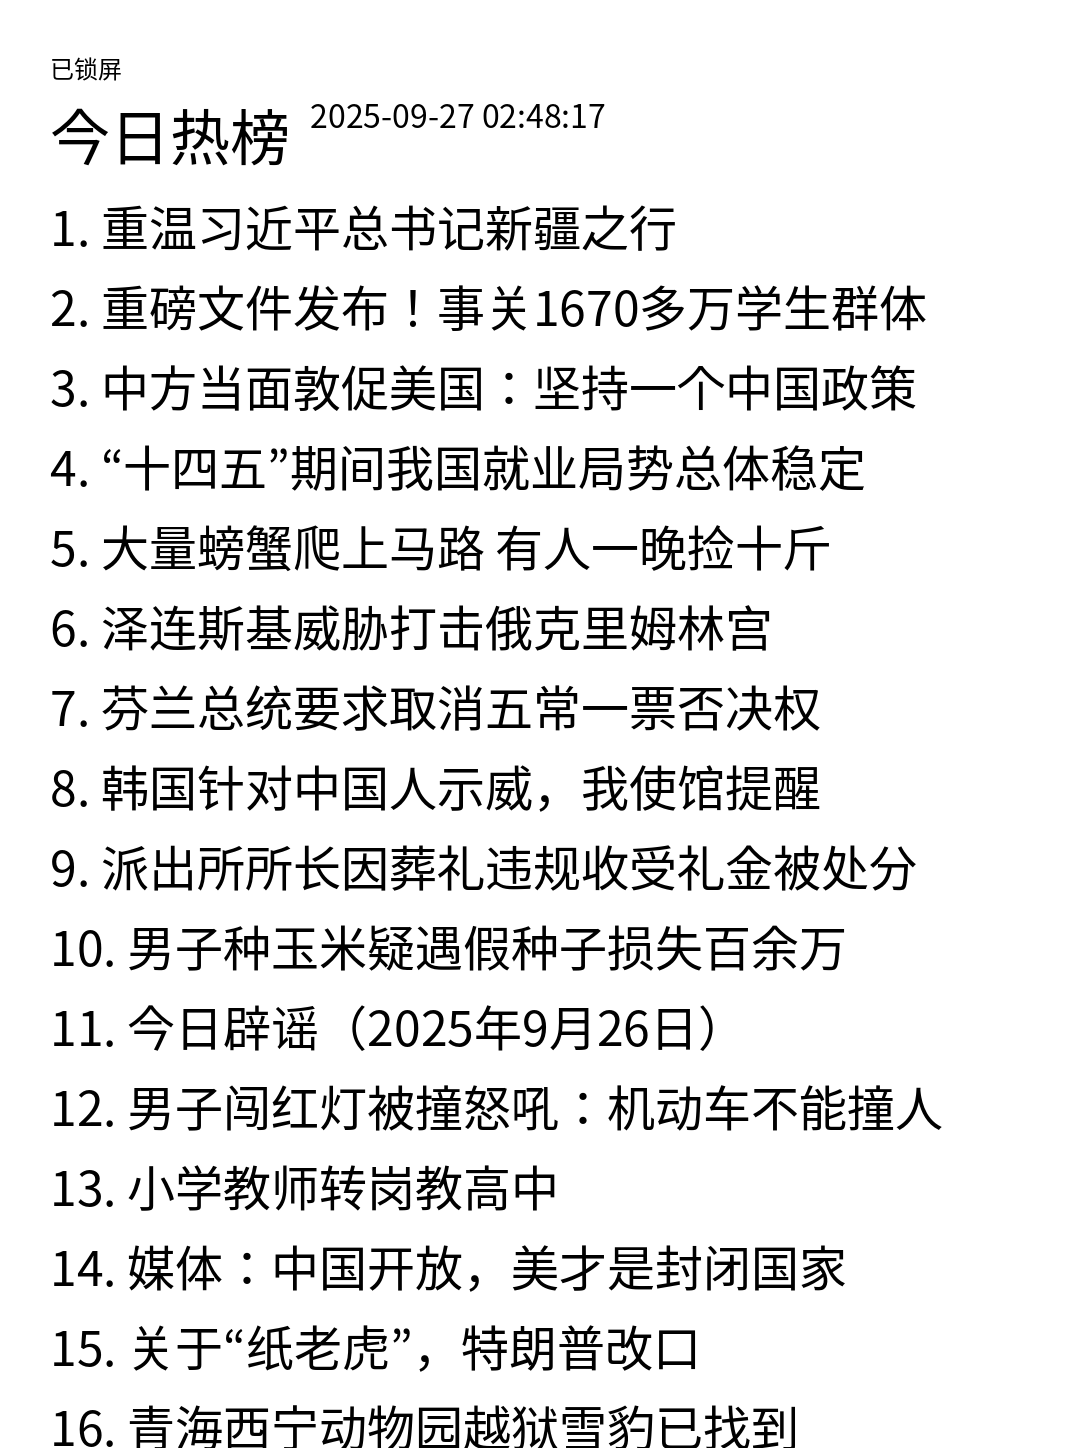 已锁屏
今日热榜 2025-09-27 02:48:17
1. 重温习近平总书记新疆之行
2. 重磅文件发布！事关1670多万学生群体
3. 中方当面敦促美国：坚持一个中国政策
4. “十四五”期间我国就业局势总体稳定
5. 大量螃蟹爬上马路 有人一晚捡十斤
6. 泽连斯基威胁打击俄克里姆林宫
7. 芬兰总统要求取消五常一票否决权
8. 韩国针对中国人示威，我使馆提醒
9. 派出所所长因葬礼违规收受礼金被处分
10. 男子种玉米疑遇假种子损失百余万
11. 今日辟谣（2025年9月26日）
12. 男子闯红灯被撞怒吼：机动车不能撞人
13. 小学教师转岗教高中
14. 媒体：中国开放，美才是封闭国家
15. 关于“纸老虎”，特朗普改口
16. 青海西宁动物园越狱雪豹已找到